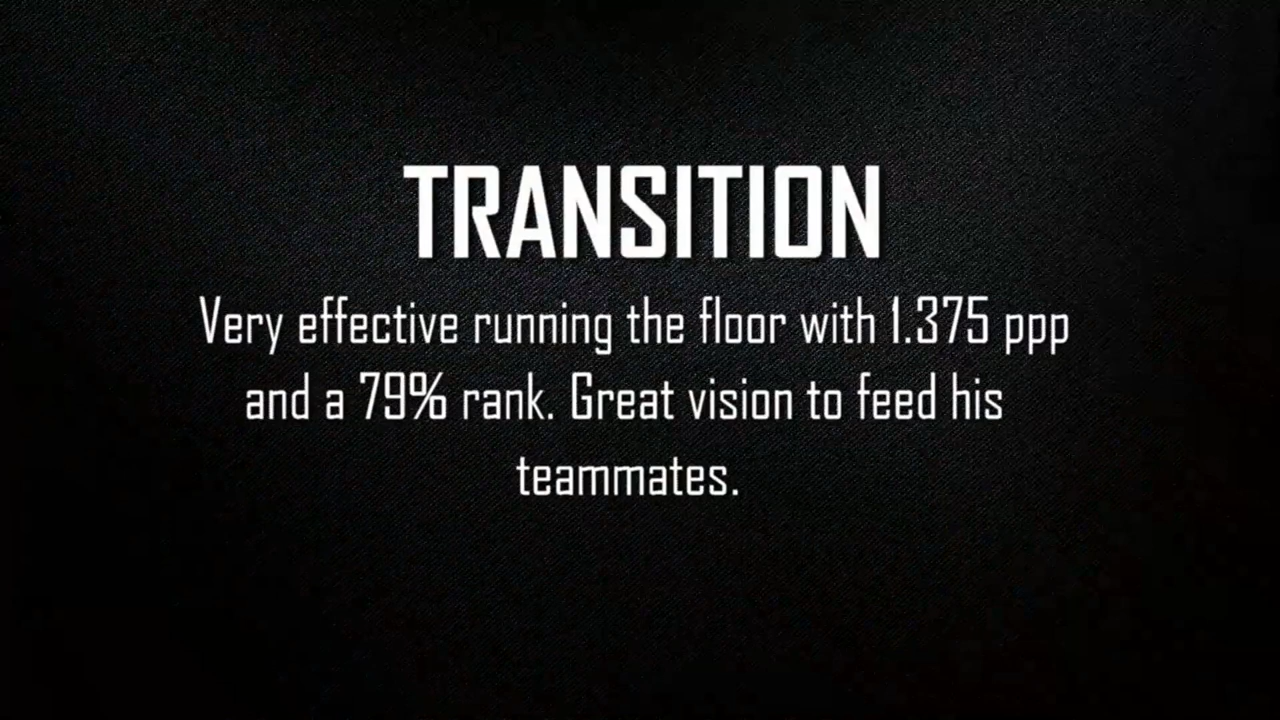 TRANSITION
Very effective running the floor with 1.375 ppp
and a 79% rank. Great vision to feed his
teammates.